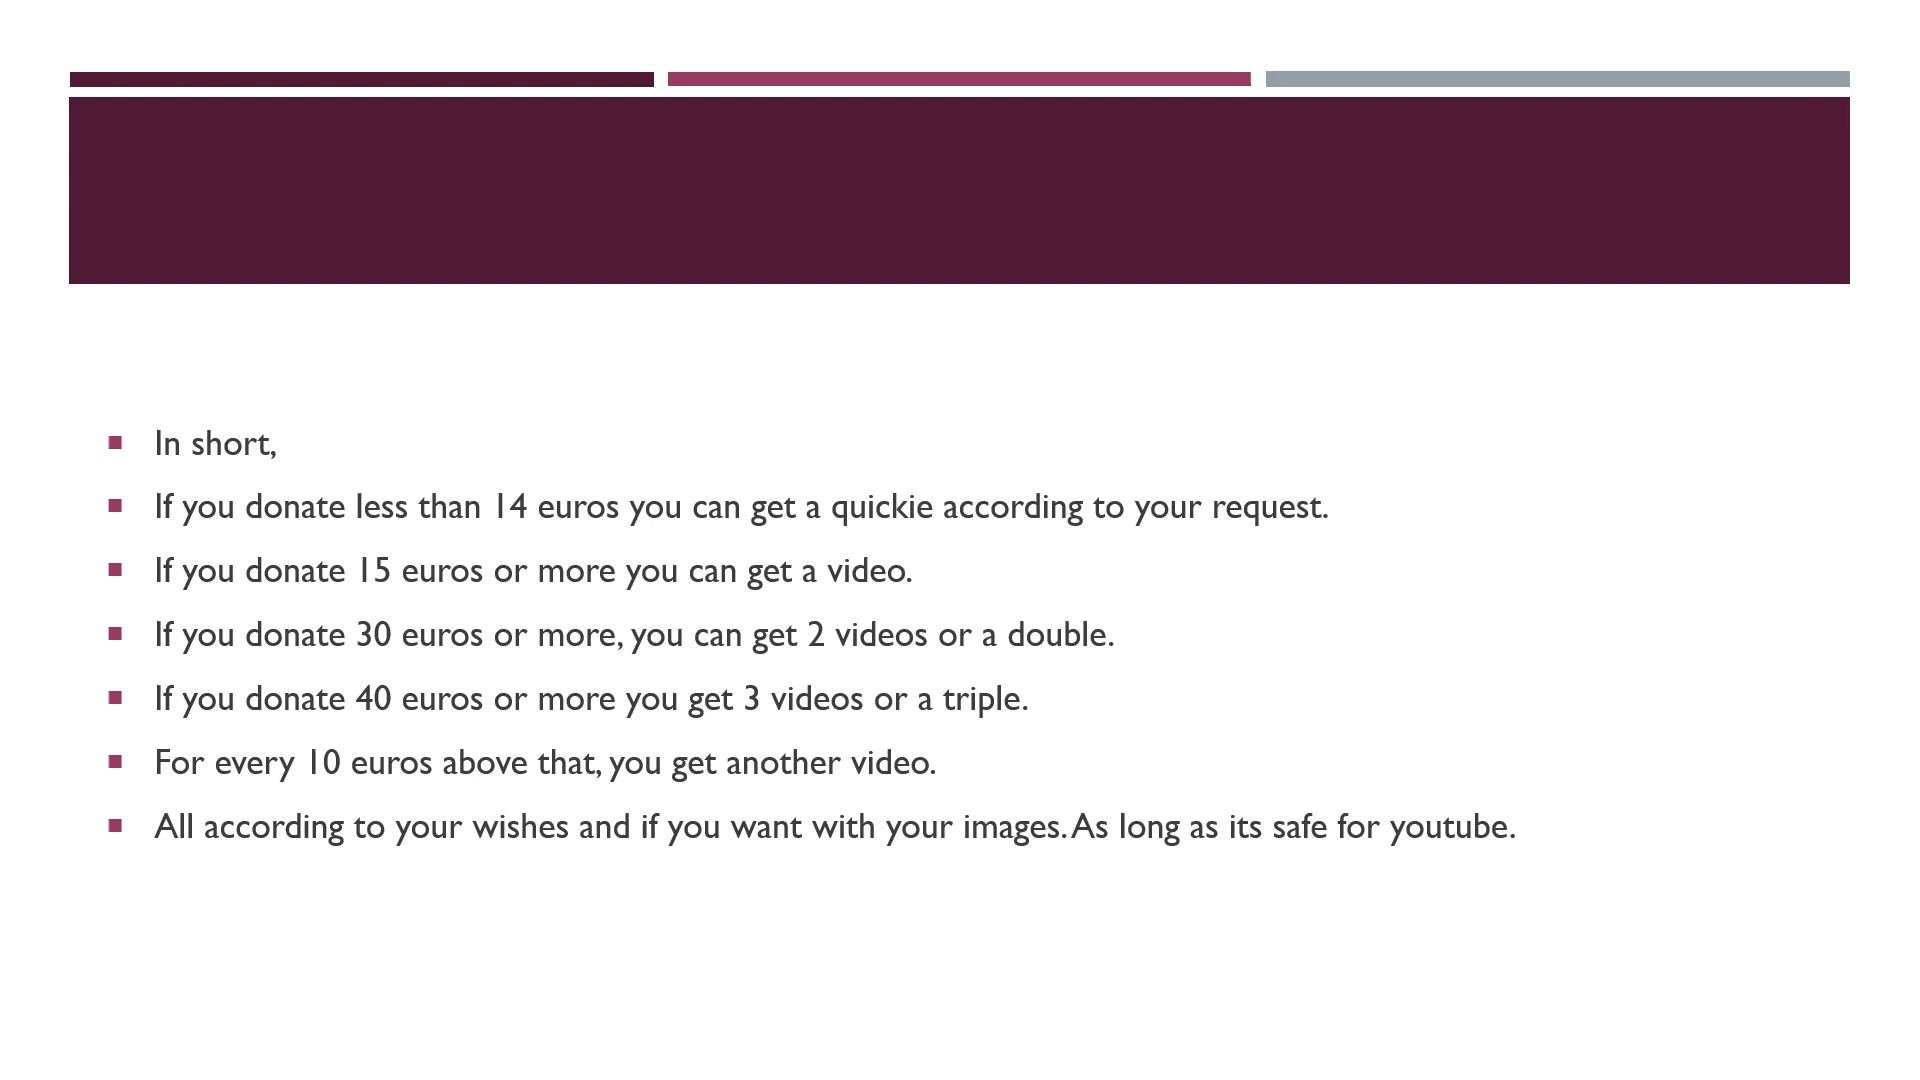 In short,
If you donate less than 14 euros you can get a quickie according to your request.
If you donate 15 euros or more you can get a video.
If you donate 30 euros or more, you can get 2 videos or a double.
If you donate 40 euros or more you get 3 videos or a triple.
For every 10 euros above that, you get another video.
All according to your wishes and if you want with your images. As long as its safe for youtube.